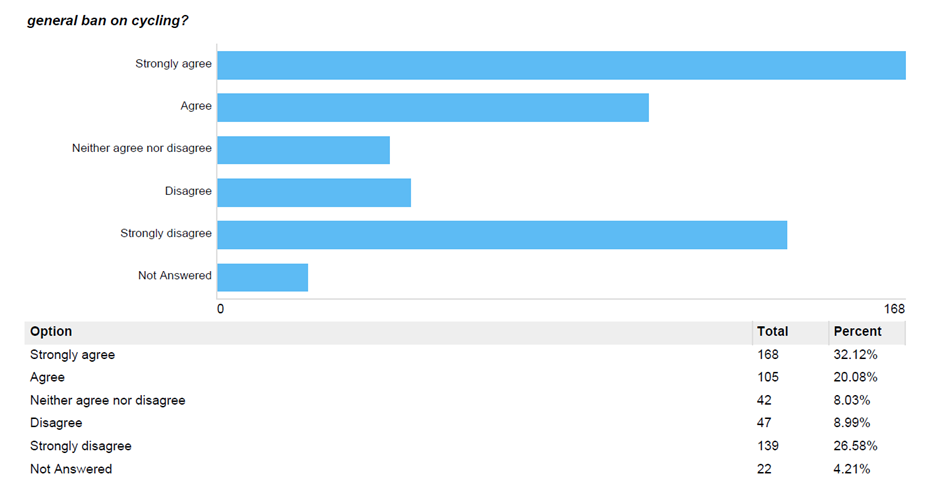 general ban on cycling?
Strongly agree
Agree
Neither agree nor disagree
Disagree
Strongly disagree
Not Answered
0 168
Option Total Percent
Strongly agree 168 32.12%
Agree 105 20.08%
Neither agree nor disagree 42 8.03%
Disagree 47 8.99%
Strongly disagree 139 26.58%
Not Answered 22 4.21%